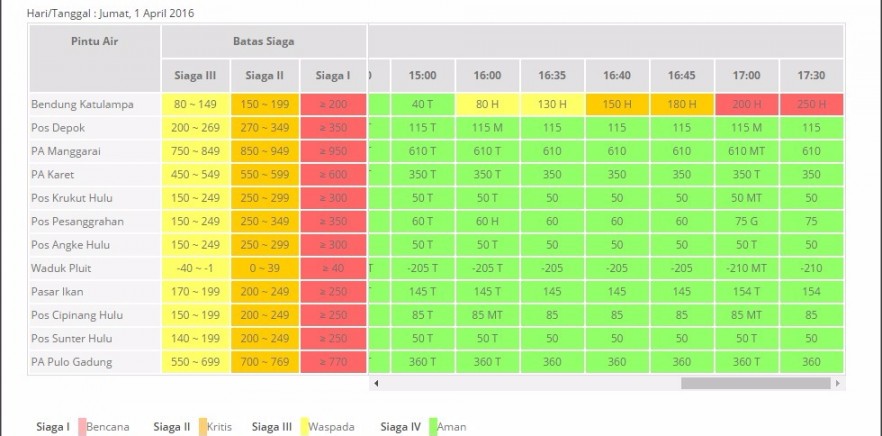 Hari/Tanggal : Jumat, 1 April 2016
Pintu Air Batas Siaga
Siaga III Siaga II Siaga I 15:00 16:00 16:35 16:40 16:45 17:00 17:30
Bendung Katulampa 80 ~ 149 150 ~ 199 ≥ 200 40 T 80 H 130 H 150 H 180 H 200 H 250 H
Pos Depok 200 ~ 269 270 ~ 349 ≥ 350 115 T 115 M 115 115 115 115 M 115
PA Manggarai 750 ~ 849 850 ~ 949 ≥ 950 610 T 610 T 610 610 610 610 MT 610
PA Karet 450 ~ 549 550 ~ 599 ≥ 600 350 T 350 T 350 350 350 350 T 350
Pos Krukut Hulu 150 ~ 249 250 ~ 299 ≥ 300 50 T 50 T 50 50 50 50 MT 50
Pos Pesanggrahan 150 ~ 249 250 ~ 349 ≥ 350 60 T 60 H 60 60 60 75 G 75
Pos Angke Hulu 150 ~ 249 250 ~ 299 ≥ 300 50 T 50 T 50 50 50 50 T 50
Waduk Pluit -40 ~ -1 0 ~ 39 ≥ 40 T -205 T -205 T -205 -205 -205 -210 MT -210
Pasar Ikan 170 ~ 199 200 ~ 249 ≥ 250 145 T 145 T 145 145 145 154 T 154
Pos Cipinang Hulu 150 ~ 199 200 ~ 249 ≥ 250 85 T 85 MT 85 85 85 85 MT 85
Pos Sunter Hulu 140 ~ 199 200 ~ 249 ≥ 250 50 T 50 T 50 50 50 50 T 50
PA Pulo Gadung 550 ~ 699 700 ~ 769 ≥ 770 360 T 360 T 360 360 360 360 T 360
Siaga I Bencana Siaga II Kritis Siaga III Waspada Siaga IV Aman